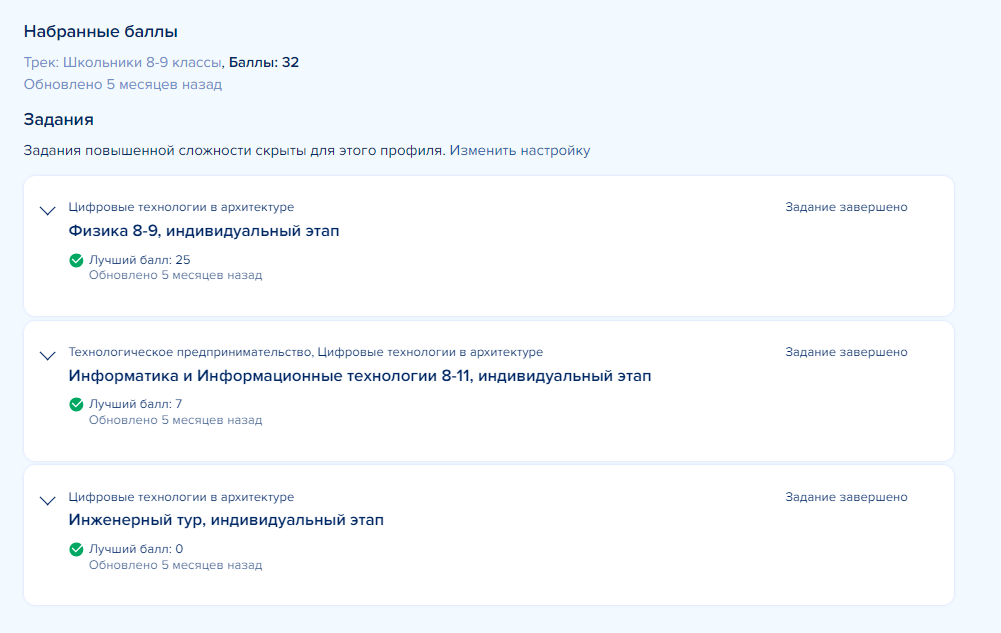 Набранные баллы
Трек: Школьники 8-9 классы, Баллы: 32
Обновлено 5 месяцев назад
Задания
Задания повышенной сложности скрыты для этого профиля. Изменить настройку
Цифровые технологии в архитектуре
Задание завершено
Физика 8-9, индивидуальный этап
Лучший балл: 25
Обновлено 5 месяцев назад
Технологическое предпринимательство, Цифровые технологии в архитектуре
Задание завершено
Информатика и Информационные технологии 8-11, индивидуальный этап
Лучший балл: 7
Обновлено 5 месяцев назад
Цифровые технологии в архитектуре
Задание завершено
Инженерный тур, индивидуальный этап
Лучший балл: 0
Обновлено 5 месяцев назад